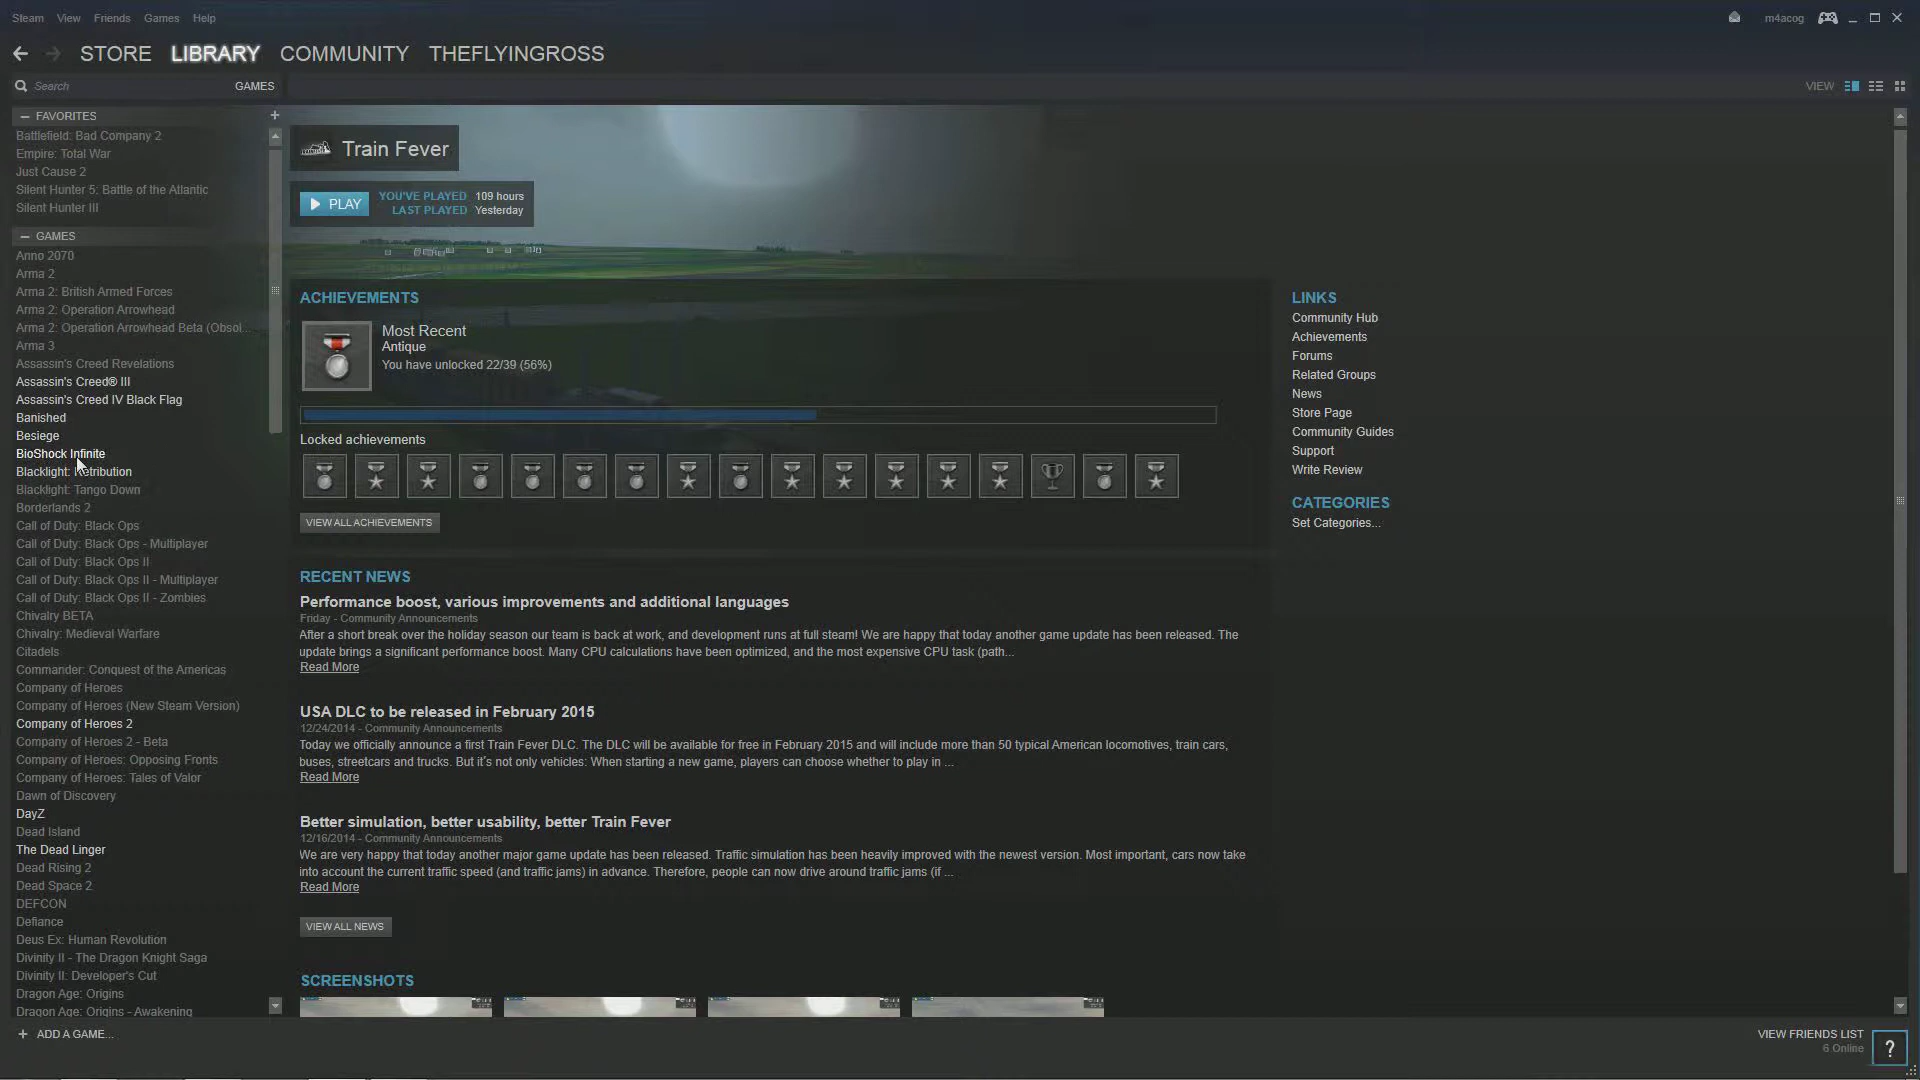 Steam View Friends Games Help
m4acog
STORE LIBRARY COMMUNITY THEFLYINGROSS
Search GAMES
VIEW
FAVORITES
Battlefield: Bad Company 2
Empire: Total War
Just Cause 2
Silent Hunter 5: Battle of the Atlantic
Silent Hunter III
GAMES
Anno 2070
Arma 2
Arma 2: British Armed Forces
Arma 2: Operation Arrowhead
Arma 2: Operation Arrowhead Beta (Obsol...
Arma 3
Assassin's Creed Revelations
Assassin's Creed® III
Assassin's Creed IV Black Flag
Banished
Besiege
BioShock Infinite
Blacklight: Retribution
Blacklight: Tango Down
Borderlands 2
Call of Duty: Black Ops
Call of Duty: Black Ops - Multiplayer
Call of Duty: Black Ops II
Call of Duty: Black Ops II - Multiplayer
Call of Duty: Black Ops II - Zombies
Chivalry BETA
Chivalry: Medieval Warfare
Citadels
Commander: Conquest of the Americas
Company of Heroes
Company of Heroes (New Steam Version)
Company of Heroes 2
Company of Heroes 2 - Beta
Company of Heroes: Opposing Fronts
Company of Heroes: Tales of Valor
Dawn of Discovery
DayZ
Dead Island
The Dead Linger
Dead Rising 2
Dead Space 2
DEFCON
Defiance
Deus Ex: Human Revolution
Divinity II - The Dragon Knight Saga
Divinity II: Developer's Cut
Dragon Age: Origins
Dragon Age: Origins - Awakening
ADD A GAME...
Train Fever
PLAY
YOU'VE PLAYED 109 hours
LAST PLAYED Yesterday
ACHIEVEMENTS
Most Recent
Antique
You have unlocked 22/39 (56%)
Locked achievements
VIEW ALL ACHIEVEMENTS
RECENT NEWS
Performance boost, various improvements and additional languages
Friday - Community Announcements
After a short break over the holiday season our team is back at work, and development runs at full steam! We are happy that today another game update has been released. The
update brings a significant performance boost. Many CPU calculations have been optimized, and the most expensive CPU task (path...
Read More
USA DLC to be released in February 2015
12/24/2014 - Community Announcements
Today we officially announce a first Train Fever DLC. The DLC will be available for free in February 2015 and will include more than 50 typical American locomotives, train cars,
buses, streetcars and trucks. But it´s not only vehicles: When starting a new game, players can choose whether to play in ...
Read More
Better simulation, better usability, better Train Fever
12/16/2014 - Community Announcements
We are very happy that today another major game update has been released. Traffic simulation has been heavily improved with the newest version. Most important, cars now take
into account the current traffic speed (and traffic jams) in advance. Therefore, people can now drive around traffic jams (if ...
Read More
VIEW ALL NEWS
SCREENSHOTS
LINKS
Community Hub
Achievements
Forums
Related Groups
News
Store Page
Community Guides
Support
Write Review
CATEGORIES
Set Categories...
VIEW FRIENDS LIST
6 Online
?